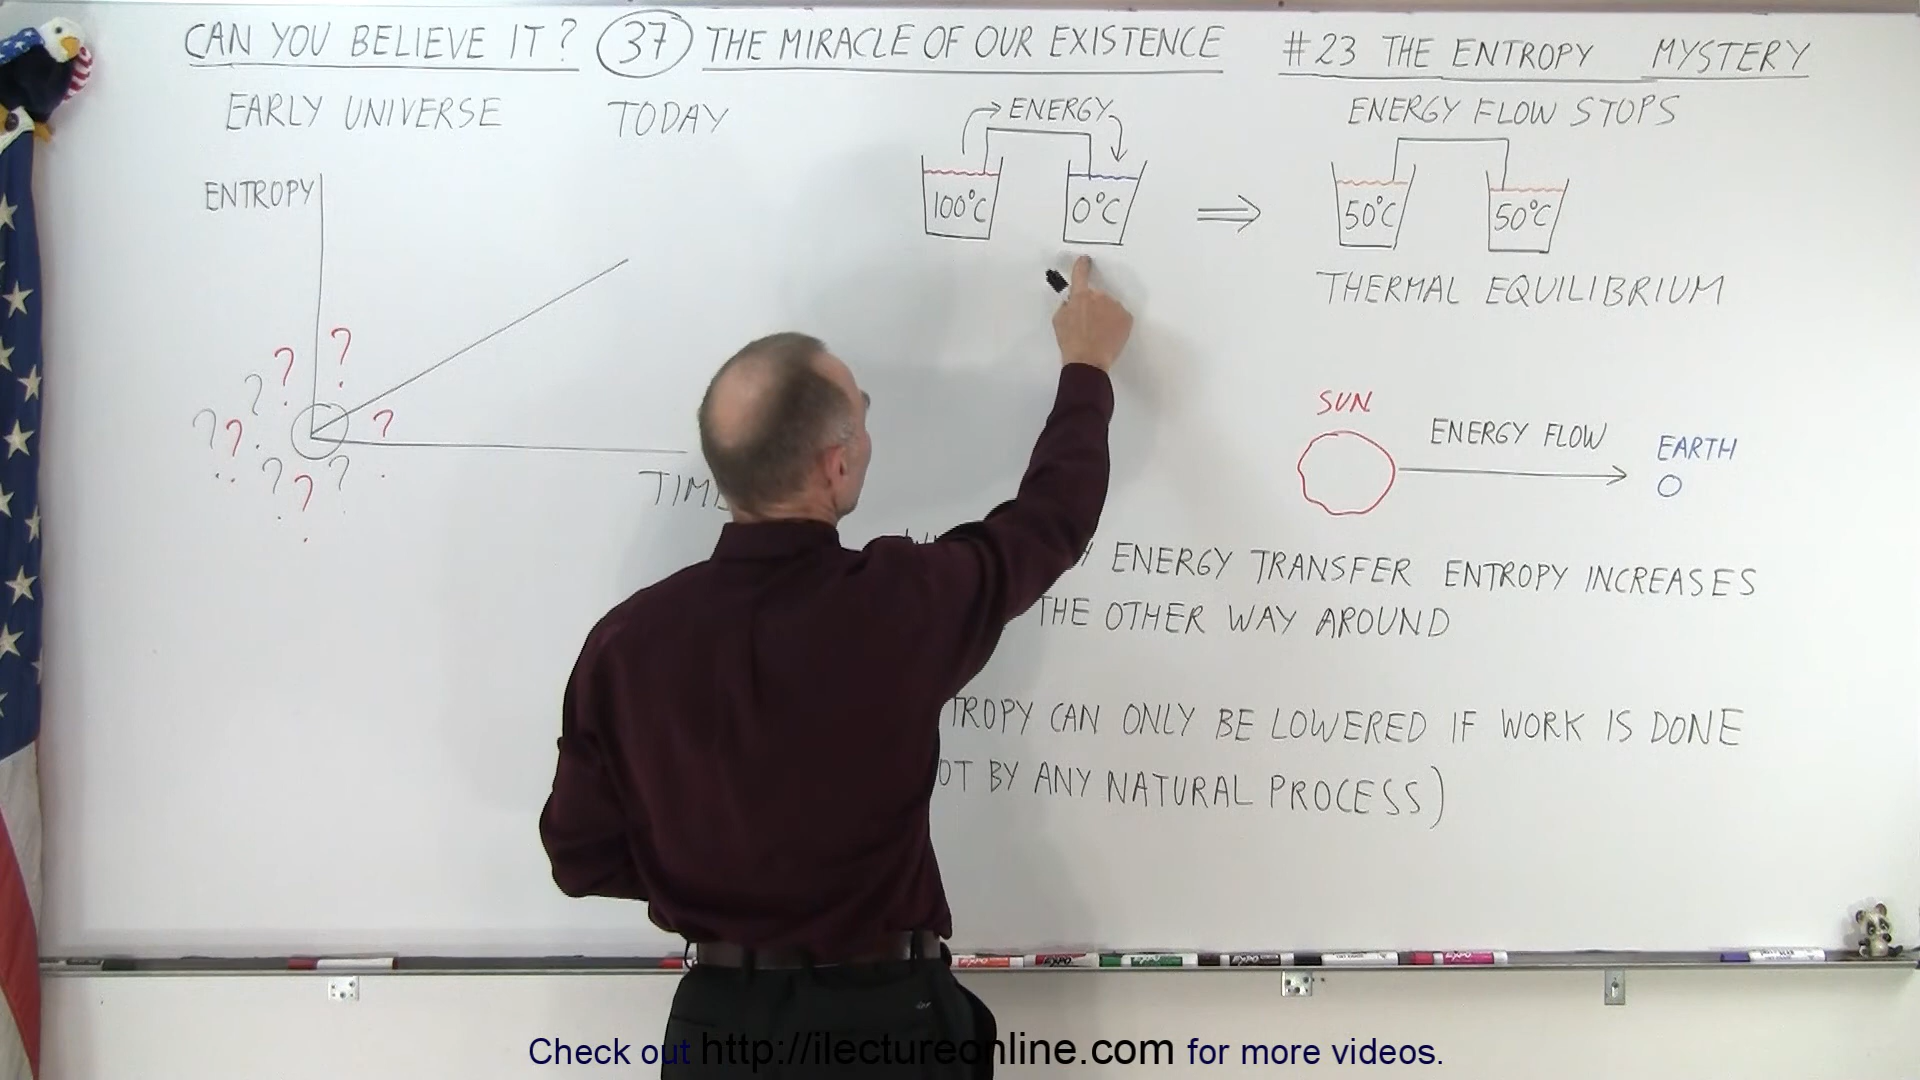 CAN YOU BELIEVE IT? 37 THE MIRACLE OF OUR EXISTENCE #23 THE ENTROPY MYSTERY
EARLY UNIVERSE TODAY
ENTROPY
? ? ? ? ? ? ? ? ?
ENERGY
100°C 0°C
ENERGY FLOW STOPS
50°C 50°C
THERMAL EQUILIBRIUM
SUN
ENERGY FLOW
EARTH
ENERGY TRANSFER ENTROPY INCREASES
THE OTHER WAY AROUND
CAN ONLY BE LOWERED IF WORK IS DONE
BY ANY NATURAL PROCESS)
Check out http://ilectureonline.com for more videos.